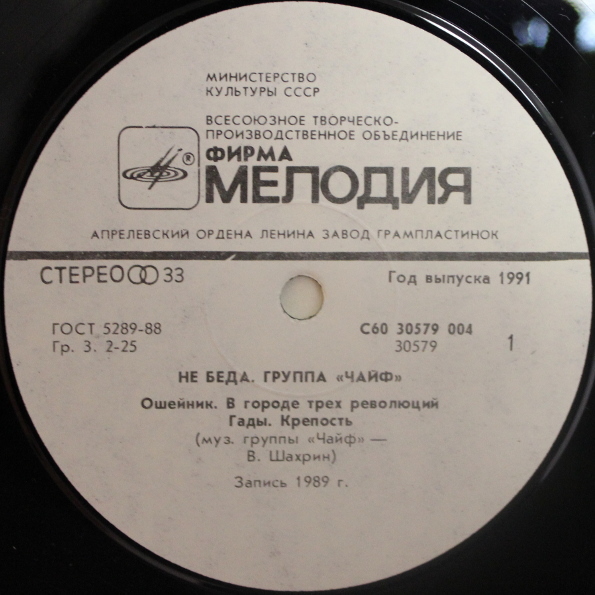 МИНИСТЕРСТВО
КУЛЬТУРЫ СССР
ВСЕСОЮЗНОЕ ТВОРЧЕСКО-
ПРОИЗВОДСТВЕННОЕ ОБЪЕДИНЕНИЕ
® ФИРМА
МЕЛОДИЯ
АПРЕЛЕВСКИЙ ОРДЕНА ЛЕНИНА ЗАВОД ГРАМПЛАСТИНОК
СТЕРЕО 33 Год выпуска 1991
ГОСТ 5289-88 С60 30579 004
Гр. 3. 2-25 30579 1
НЕ БЕДА. ГРУППА «ЧАЙФ»
Ошейник. В городе трех революций
Гады. Крепость
(муз. группы «Чайф» —
В. Шахрин)
Запись 1989 г.